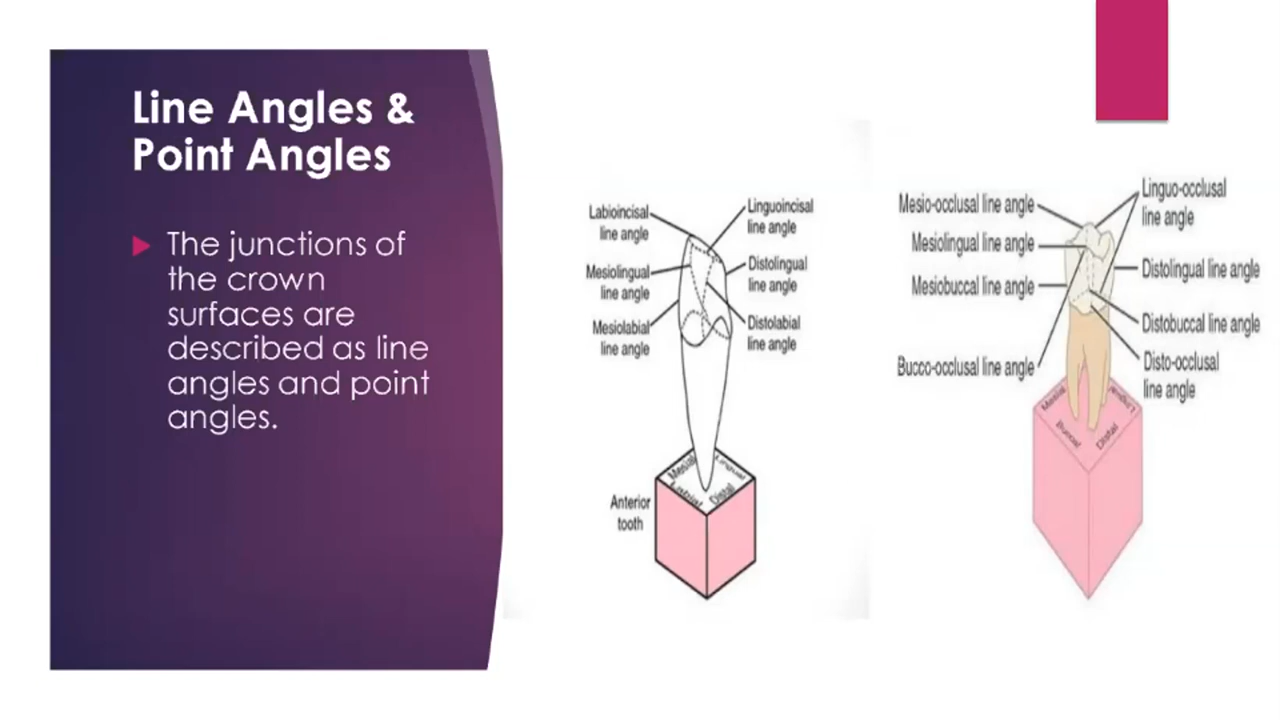 Line Angles &
Point Angles
The junctions of
the crown
surfaces are
described as line
angles and point
angles.
Labioincisal
line angle
Mesiolingual
line angle
Mesiolabial
line angle
Linguoincisal
line angle
Distolingual
line angle
Distolabial
line angle
Mesial
Lingual
Labial
Distal
Anterior
tooth
Mesio-occlusal line angle
Mesiolingual line angle
Mesiobuccal line angle
Bucco-occlusal line angle
Linguo-occlusal
line angle
Distolingual line angle
Distobuccal line angle
Disto-occlusal
line angle
Mesial
Lingual
Buccal
Distal